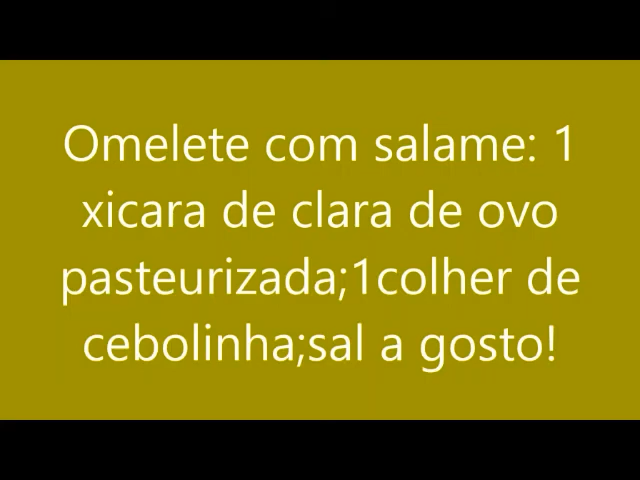 Omelete com salame: 1
xicara de clara de ovo
pasteurizada;1colher de
cebolinha;sal a gosto!